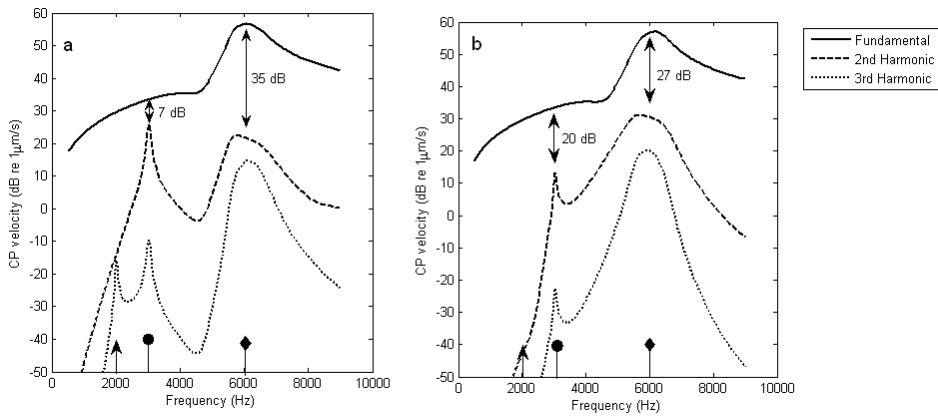 a
7 dB
35 dB
CP velocity (dB re 1µm/s)
60
50
40
30
20
10
0
-10
-20
-30
-40
-50
0
2000
4000
6000
8000
10000
Frequency (Hz)
b
20 dB
27 dB
CP velocity (dB re 1µm/s)
60
50
40
30
20
10
0
-10
-20
-30
-40
-50
0
2000
4000
6000
8000
10000
Frequency (Hz)
Fundamental
2nd Harmonic
3rd Harmonic